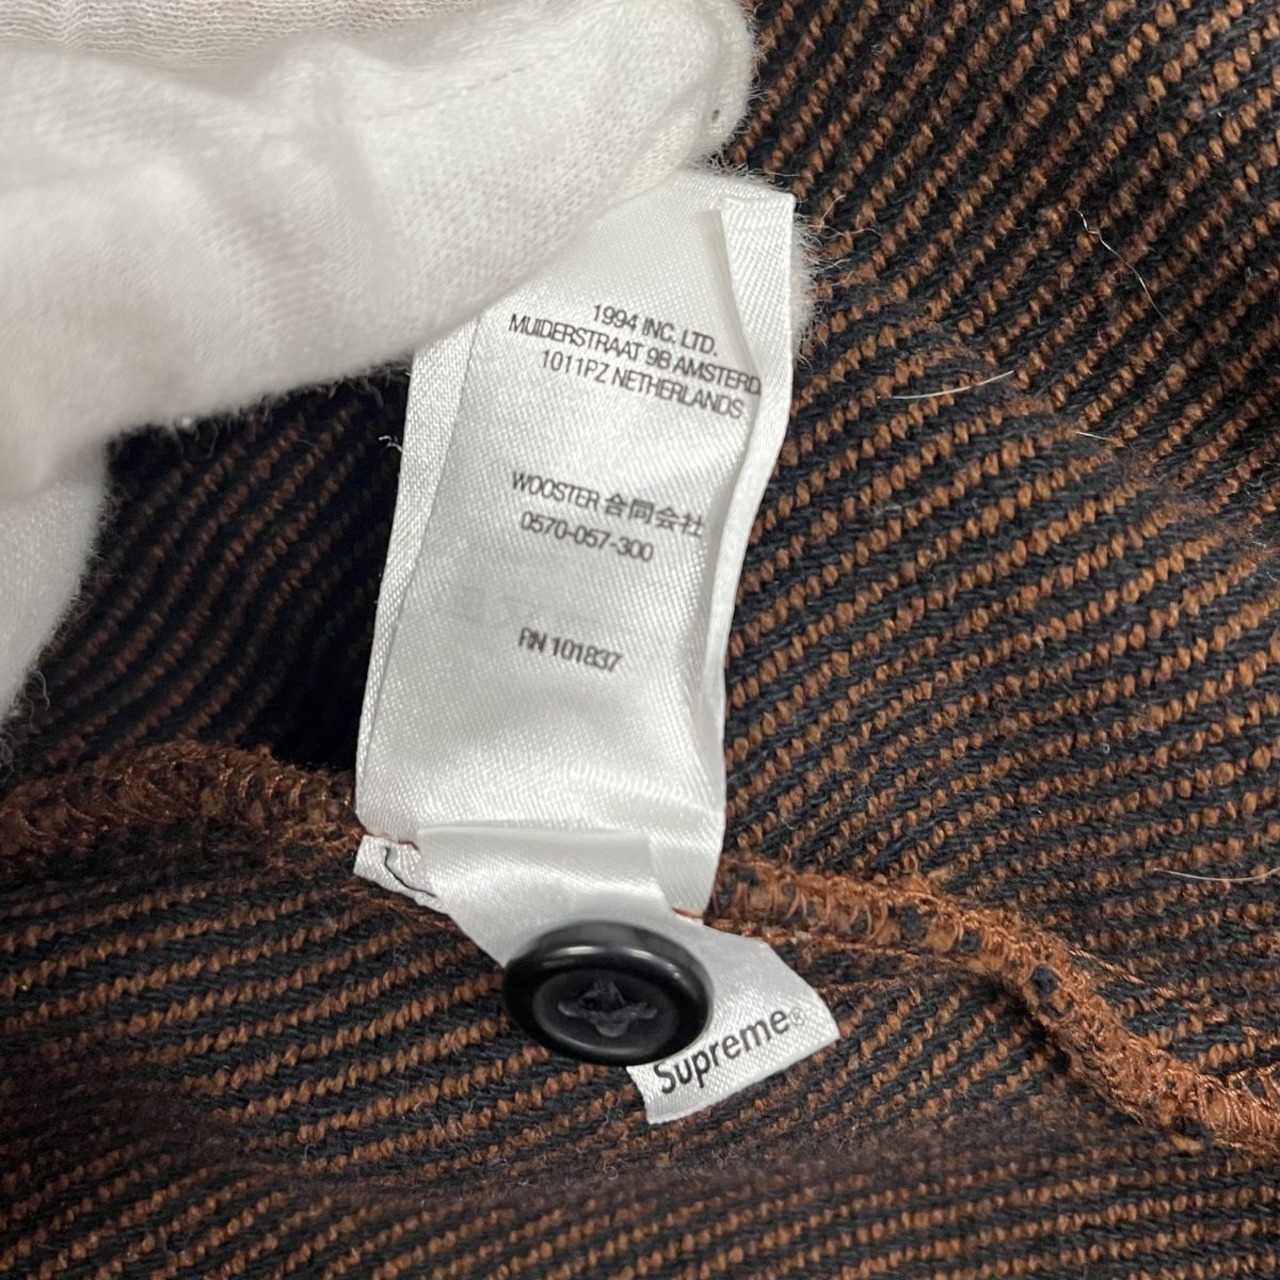 1994 INC. LTD.
MUIDERSTRAAT 9B AMSTERD
1011PZ NETHERLANDS
WOOSTER 合同会社
0570-057-300
RN 101837
Supreme®